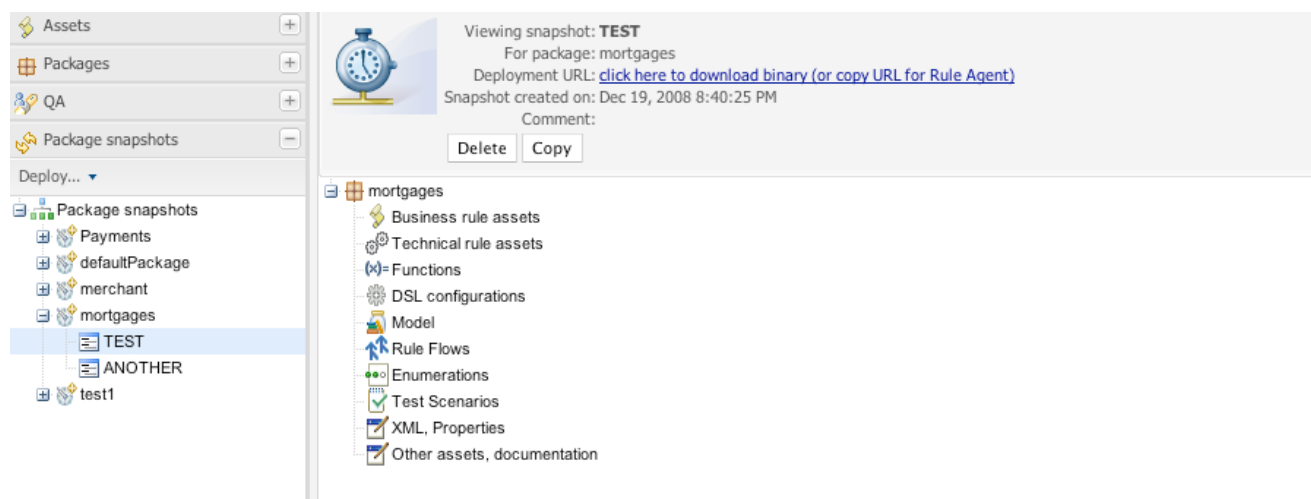 Assets
Packages
QA
Package snapshots
Deploy...
Package snapshots
Payments
defaultPackage
merchant
mortgages
TEST
ANOTHER
test1
Viewing snapshot: TEST
For package: mortgages
Deployment URL: click here to download binary (or copy URL for Rule Agent)
Snapshot created on: Dec 19, 2008 8:40:25 PM
Comment:
Delete Copy
mortgages
Business rule assets
Technical rule assets
(x)= Functions
DSL configurations
Model
Rule Flows
Enumerations
Test Scenarios
XML, Properties
Other assets, documentation